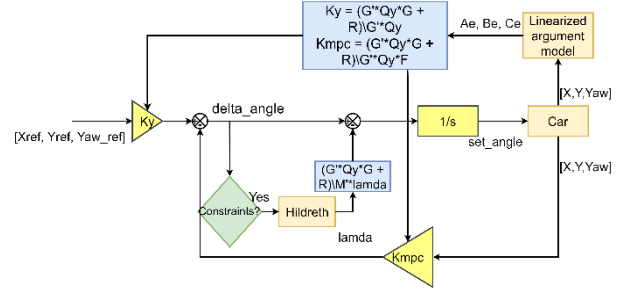 Ky = (G'*Qy*G +
R)\G'*Qy
Kmpc = (G'*Qy*G +
R)\G'*Qy*F
Ae, Be, Ce
Linearized
argument
model
[X,Y,Yaw]
Ky
delta_angle
1/s
Car
[Xref, Yref, Yaw_ref]
set_angle
[X,Y,Yaw]
(G'*Qy*G +
R)\M'*lamda
Constraints?
Yes
Hildreth
lamda
Kmpc